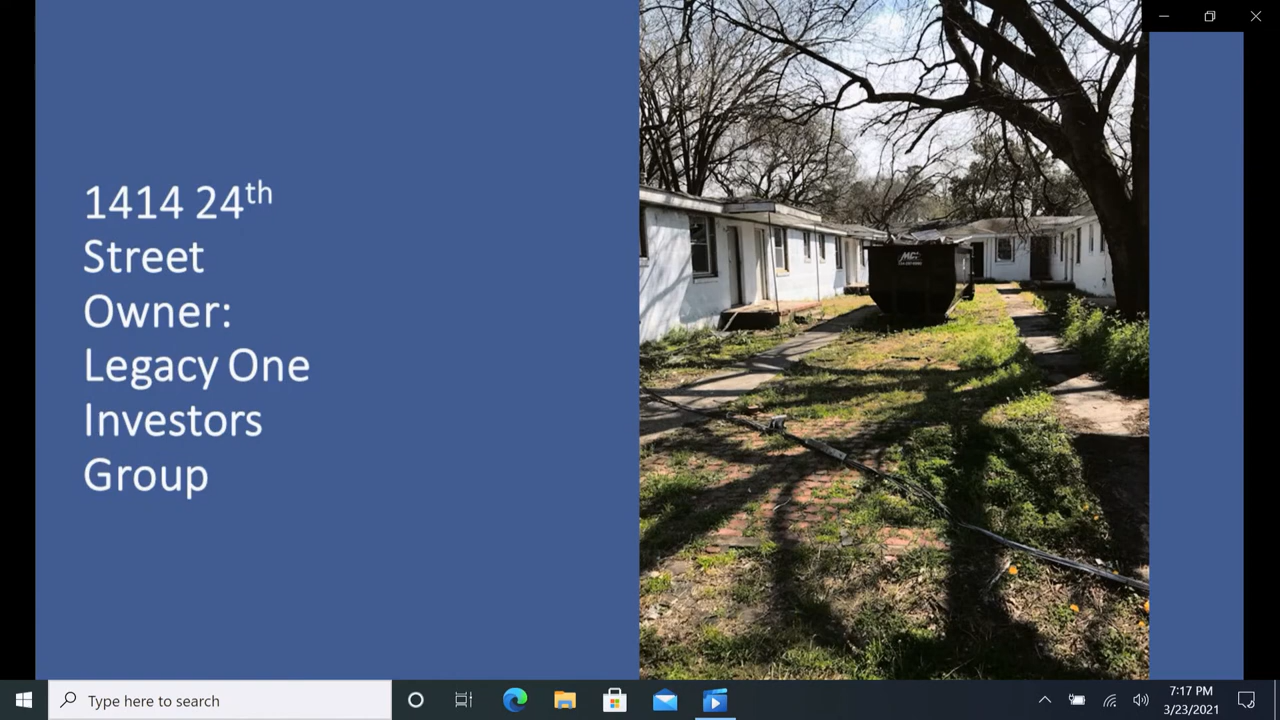 1414 24th
Street
Owner:
Legacy One
Investors
Group
Type here to search
7:17 PM
3/23/2021